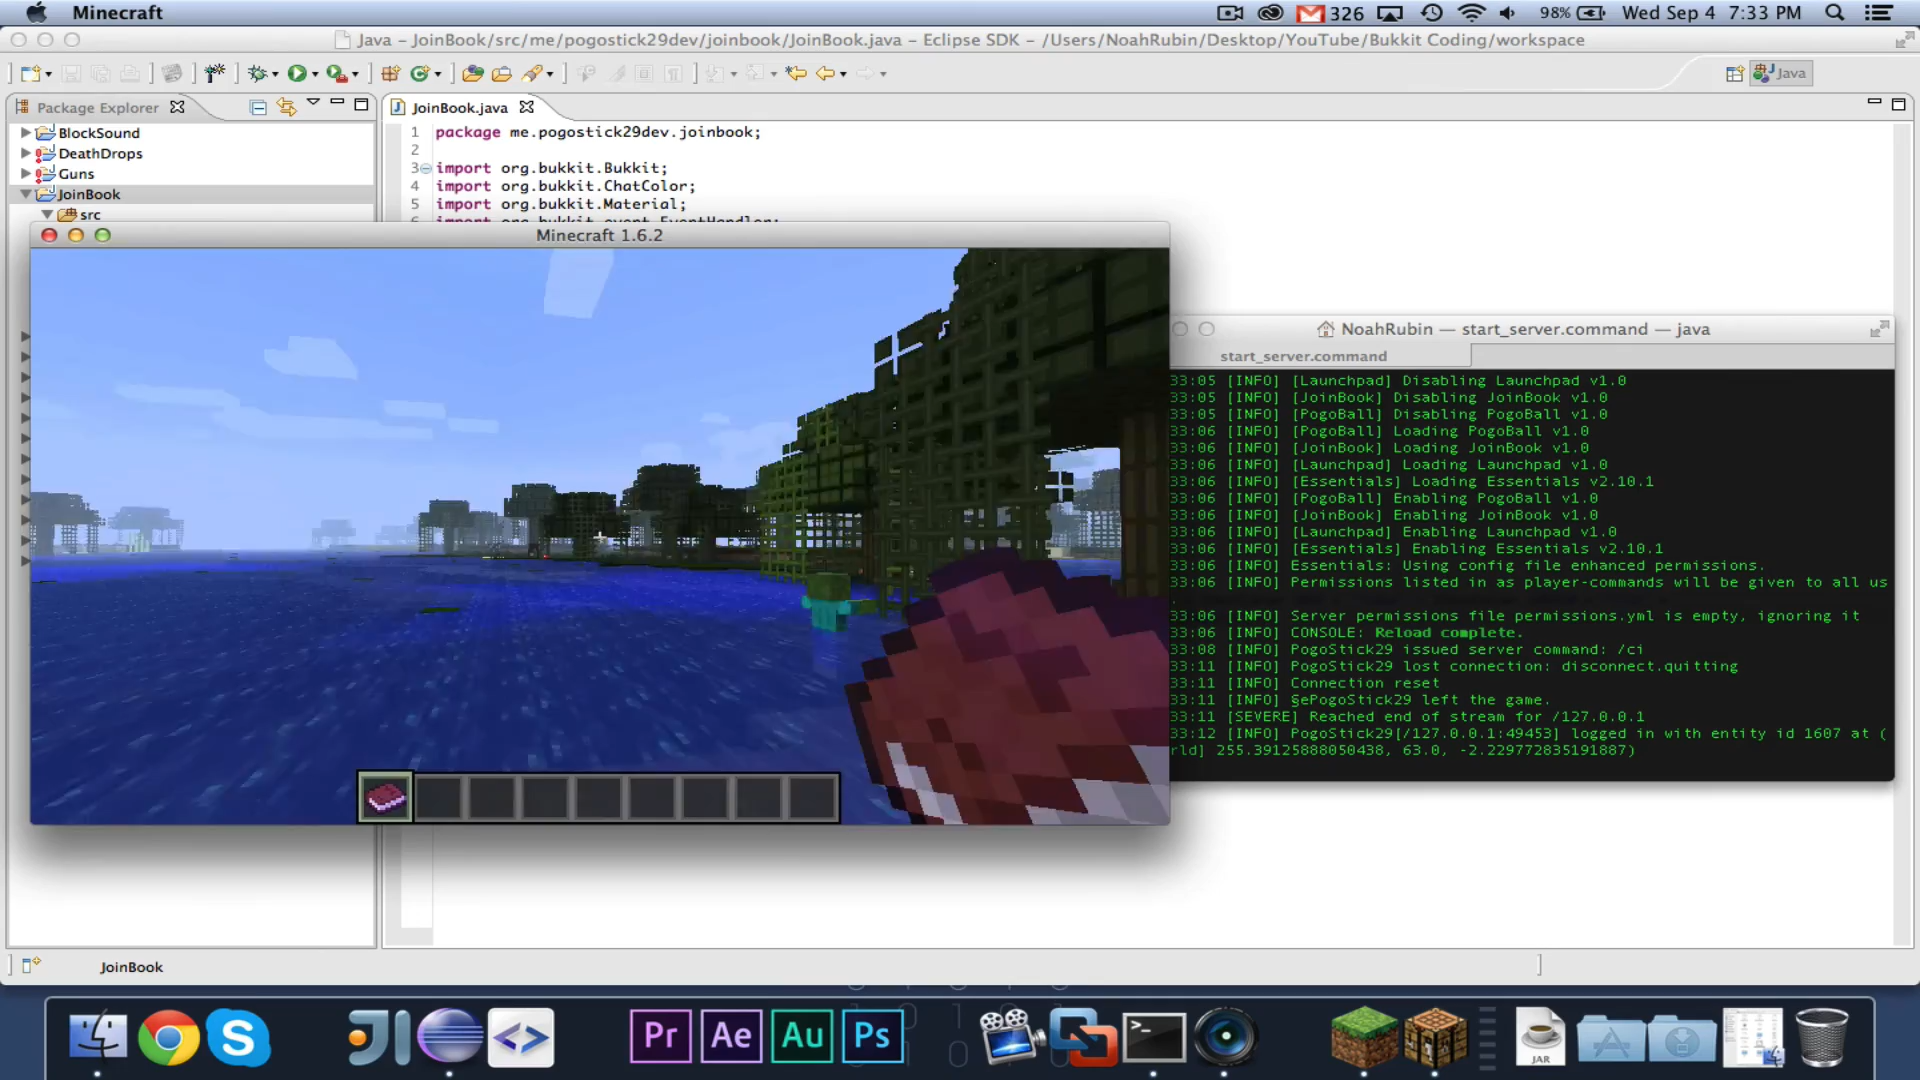 Minecraft
326
98%
Wed Sep 4 7:33 PM
Java – JoinBook/src/me/pogostick29dev/joinbook/JoinBook.java – Eclipse SDK – /Users/NoahRubin/Desktop/YouTube/Bukkit Coding/workspace
Java
Package Explorer
JoinBook.java
BlockSound
DeathDrops
Guns
JoinBook
src
1 package me.pogostick29dev.joinbook;
2
3 import org.bukkit.Bukkit;
4 import org.bukkit.ChatColor;
5 import org.bukkit.Material;
import org.bukkit.event.EventHandler;
Minecraft 1.6.2
NoahRubin — start_server.command — java
start_server.command
33:05 [INFO] [Launchpad] Disabling Launchpad v1.0
33:05 [INFO] [JoinBook] Disabling JoinBook v1.0
33:05 [INFO] [PogoBall] Disabling PogoBall v1.0
33:06 [INFO] [PogoBall] Loading PogoBall v1.0
33:06 [INFO] [JoinBook] Loading JoinBook v1.0
33:06 [INFO] [Launchpad] Loading Launchpad v1.0
33:06 [INFO] [Essentials] Loading Essentials v2.10.1
33:06 [INFO] [PogoBall] Enabling PogoBall v1.0
33:06 [INFO] [JoinBook] Enabling JoinBook v1.0
33:06 [INFO] [Launchpad] Enabling Launchpad v1.0
33:06 [INFO] [Essentials] Enabling Essentials v2.10.1
33:06 [INFO] Essentials: Using config file enhanced permissions.
33:06 [INFO] Permissions listed in as player-commands will be given to all us
.
33:06 [INFO] Server permissions file permissions.yml is empty, ignoring it
33:06 [INFO] CONSOLE: Reload complete.
33:08 [INFO] PogoStick29 issued server command: /ci
33:11 [INFO] PogoStick29 lost connection: disconnect.quitting
33:11 [INFO] Connection reset
33:11 [INFO] §ePogoStick29 left the game.
33:11 [SEVERE] Reached end of stream for /127.0.0.1
33:12 [INFO] PogoStick29[/127.0.0.1:49453] logged in with entity id 1607 at (
rld] 255.39125888050438, 63.0, -2.229772835191887)
JoinBook
JI
Pr
Ae
Au
Ps
JAR